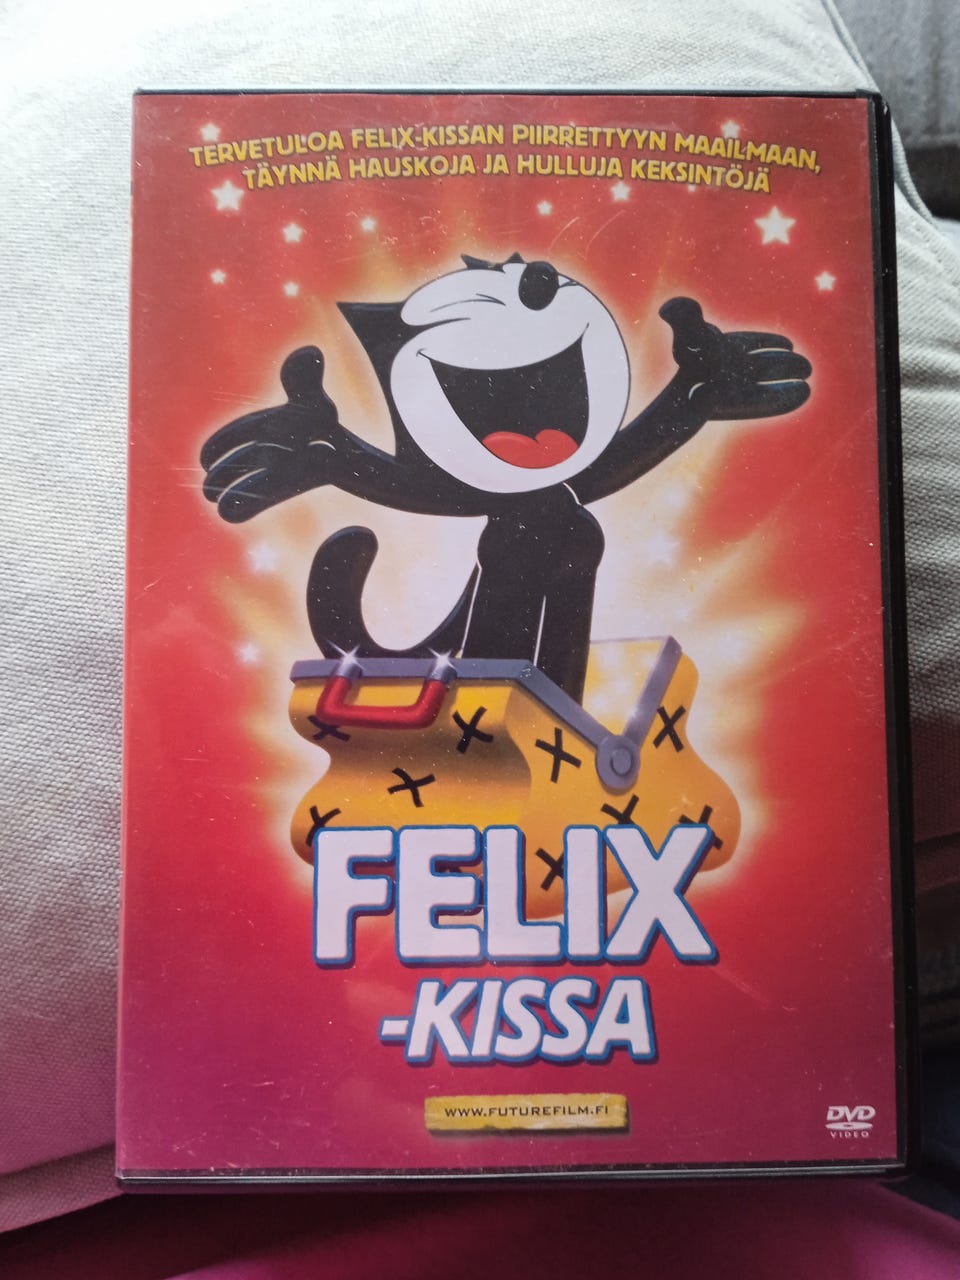 TERVETULOA FELIX-KISSAN PIIRRETTYYN MAAILMAAN,
TÄYNNÄ HAUSKOJA JA HULLUJA KEKSINTÖJÄ
FELIX
-KISSA
WWW.FUTUREFILM.FI
DVD
VIDEO